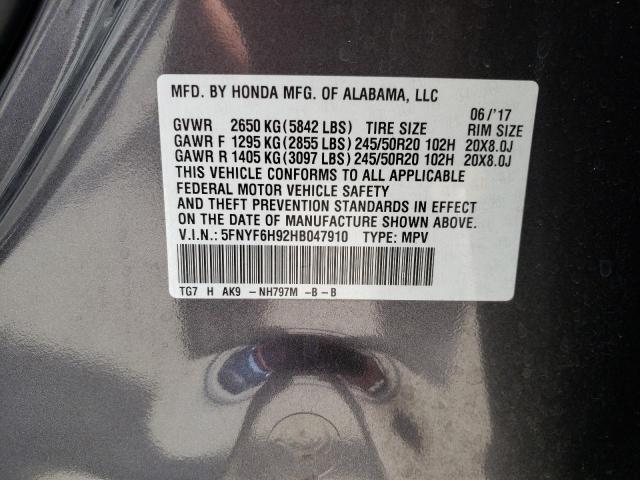 MFD. BY HONDA MFG. OF ALABAMA, LLC
06/'17
GVWR 2650 KG (5842 LBS) TIRE SIZE RIM SIZE
GAWR F 1295 KG (2855 LBS) 245/50R20 102H 20X8.0J
GAWR R 1405 KG (3097 LBS) 245/50R20 102H 20X8.0J
THIS VEHICLE CONFORMS TO ALL APPLICABLE
FEDERAL MOTOR VEHICLE SAFETY
AND THEFT PREVENTION STANDARDS IN EFFECT
ON THE DATE OF MANUFACTURE SHOWN ABOVE.
V.I.N.: 5FNYF6H92HB047910 TYPE: MPV
TG7 H AK9 - NH797M - B - B